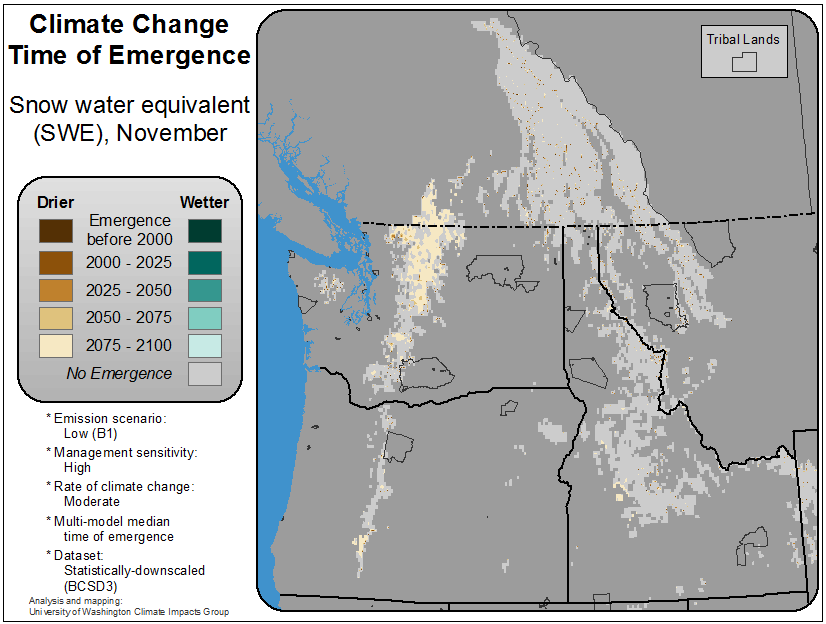 Climate Change
Time of Emergence
Snow water equivalent
(SWE), November
Drier
Wetter
Emergence
before 2000
2000 - 2025
2025 - 2050
2050 - 2075
2075 - 2100
No Emergence
* Emission scenario:
Low (B1)
* Management sensitivity:
High
* Rate of climate change:
Moderate
* Multi-model median
time of emergence
* Dataset:
Statistically-downscaled
(BCSD3)
Analysis and mapping:
University of Washington Climate Impacts Group
Tribal Lands